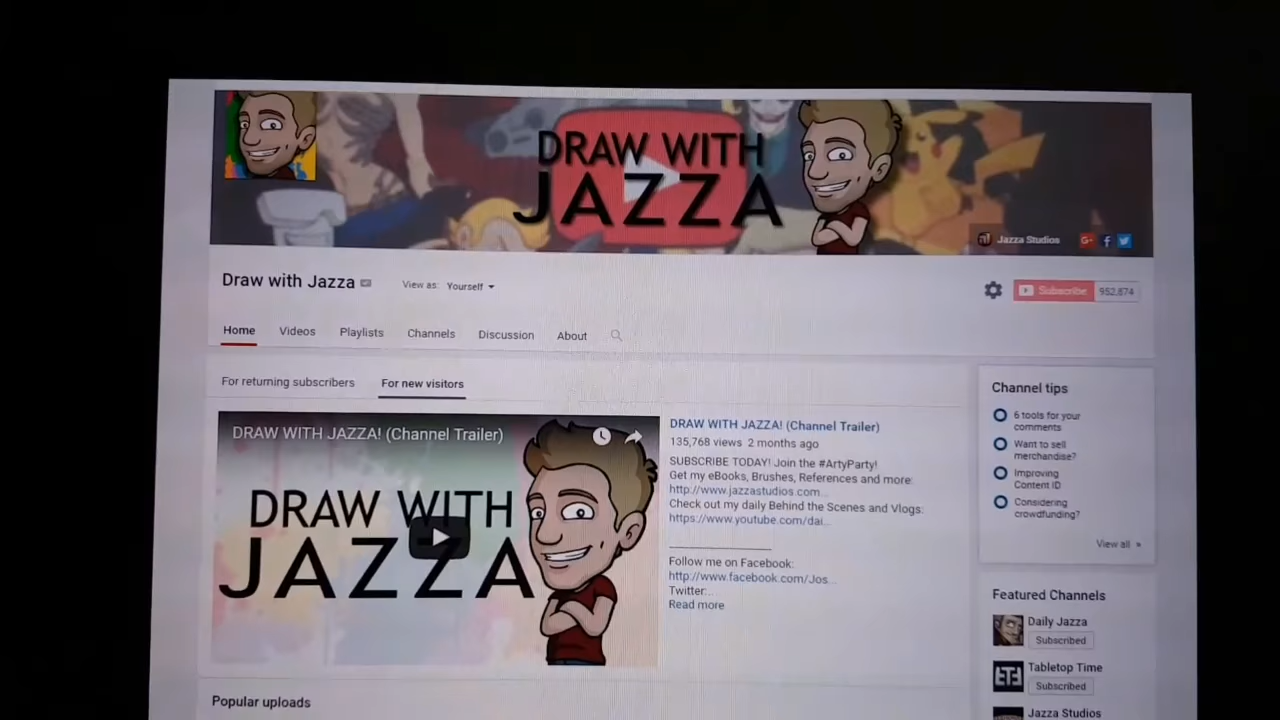 DRAW WITH
JAZZA
Jazza Studios
Draw with Jazza
View as: Yourself
Subscribe 952,874
Home Videos Playlists Channels Discussion About
For returning subscribers For new visitors
DRAW WITH JAZZA! (Channel Trailer)
DRAW WITH
JAZZA
DRAW WITH JAZZA! (Channel Trailer)
135,768 views 2 months ago
SUBSCRIBE TODAY! Join the #ArtyParty!
Get my eBooks, Brushes, References and more:
http://www.jazzastudios.com...
Check out my daily Behind the Scenes and Vlogs:
https://www.youtube.com/dai...
Follow me on Facebook:
http://www.facebook.com/Jos...
Twitter:...
Read more
Channel tips
6 tools for your
comments
Want to sell
merchandise?
Improving
Content ID
Considering
crowdfunding?
View all »
Featured Channels
Daily Jazza
Subscribed
Tabletop Time
Subscribed
Jazza Studios
Popular uploads